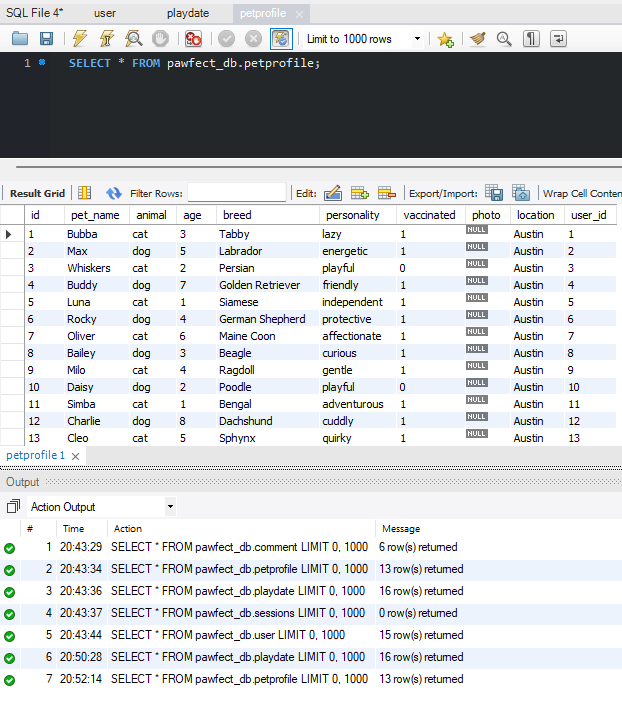 SQL File 4* user playdate petprofile
Limit to 1000 rows
1 SELECT * FROM pawfect_db.petprofile;
Result Grid Filter Rows: Edit: Export/Import: Wrap Cell Conten
id pet_name animal age breed personality vaccinated photo location user_id
1 Bubba cat 3 Tabby lazy 1 NULL Austin 1
2 Max dog 5 Labrador energetic 1 NULL Austin 2
3 Whiskers cat 2 Persian playful 0 NULL Austin 3
4 Buddy dog 7 Golden Retriever friendly 1 NULL Austin 4
5 Luna cat 1 Siamese independent 1 NULL Austin 5
6 Rocky dog 4 German Shepherd protective 1 NULL Austin 6
7 Oliver cat 6 Maine Coon affectionate 1 NULL Austin 7
8 Bailey dog 3 Beagle curious 1 NULL Austin 8
9 Milo cat 4 Ragdoll gentle 1 NULL Austin 9
10 Daisy dog 2 Poodle playful 0 NULL Austin 10
11 Simba cat 1 Bengal adventurous 1 NULL Austin 11
12 Charlie dog 8 Dachshund cuddly 1 NULL Austin 12
13 Cleo cat 5 Sphynx quirky 1 NULL Austin 13
petprofile 1
Output
Action Output
# Time Action Message
1 20:43:29 SELECT * FROM pawfect_db.comment LIMIT 0, 1000 6 row(s) returned
2 20:43:34 SELECT * FROM pawfect_db.petprofile LIMIT 0, 1000 13 row(s) returned
3 20:43:36 SELECT * FROM pawfect_db.playdate LIMIT 0, 1000 16 row(s) returned
4 20:43:37 SELECT * FROM pawfect_db.sessions LIMIT 0, 1000 0 row(s) returned
5 20:43:44 SELECT * FROM pawfect_db.user LIMIT 0, 1000 15 row(s) returned
6 20:50:28 SELECT * FROM pawfect_db.playdate LIMIT 0, 1000 16 row(s) returned
7 20:52:14 SELECT * FROM pawfect_db.petprofile LIMIT 0, 1000 13 row(s) returned